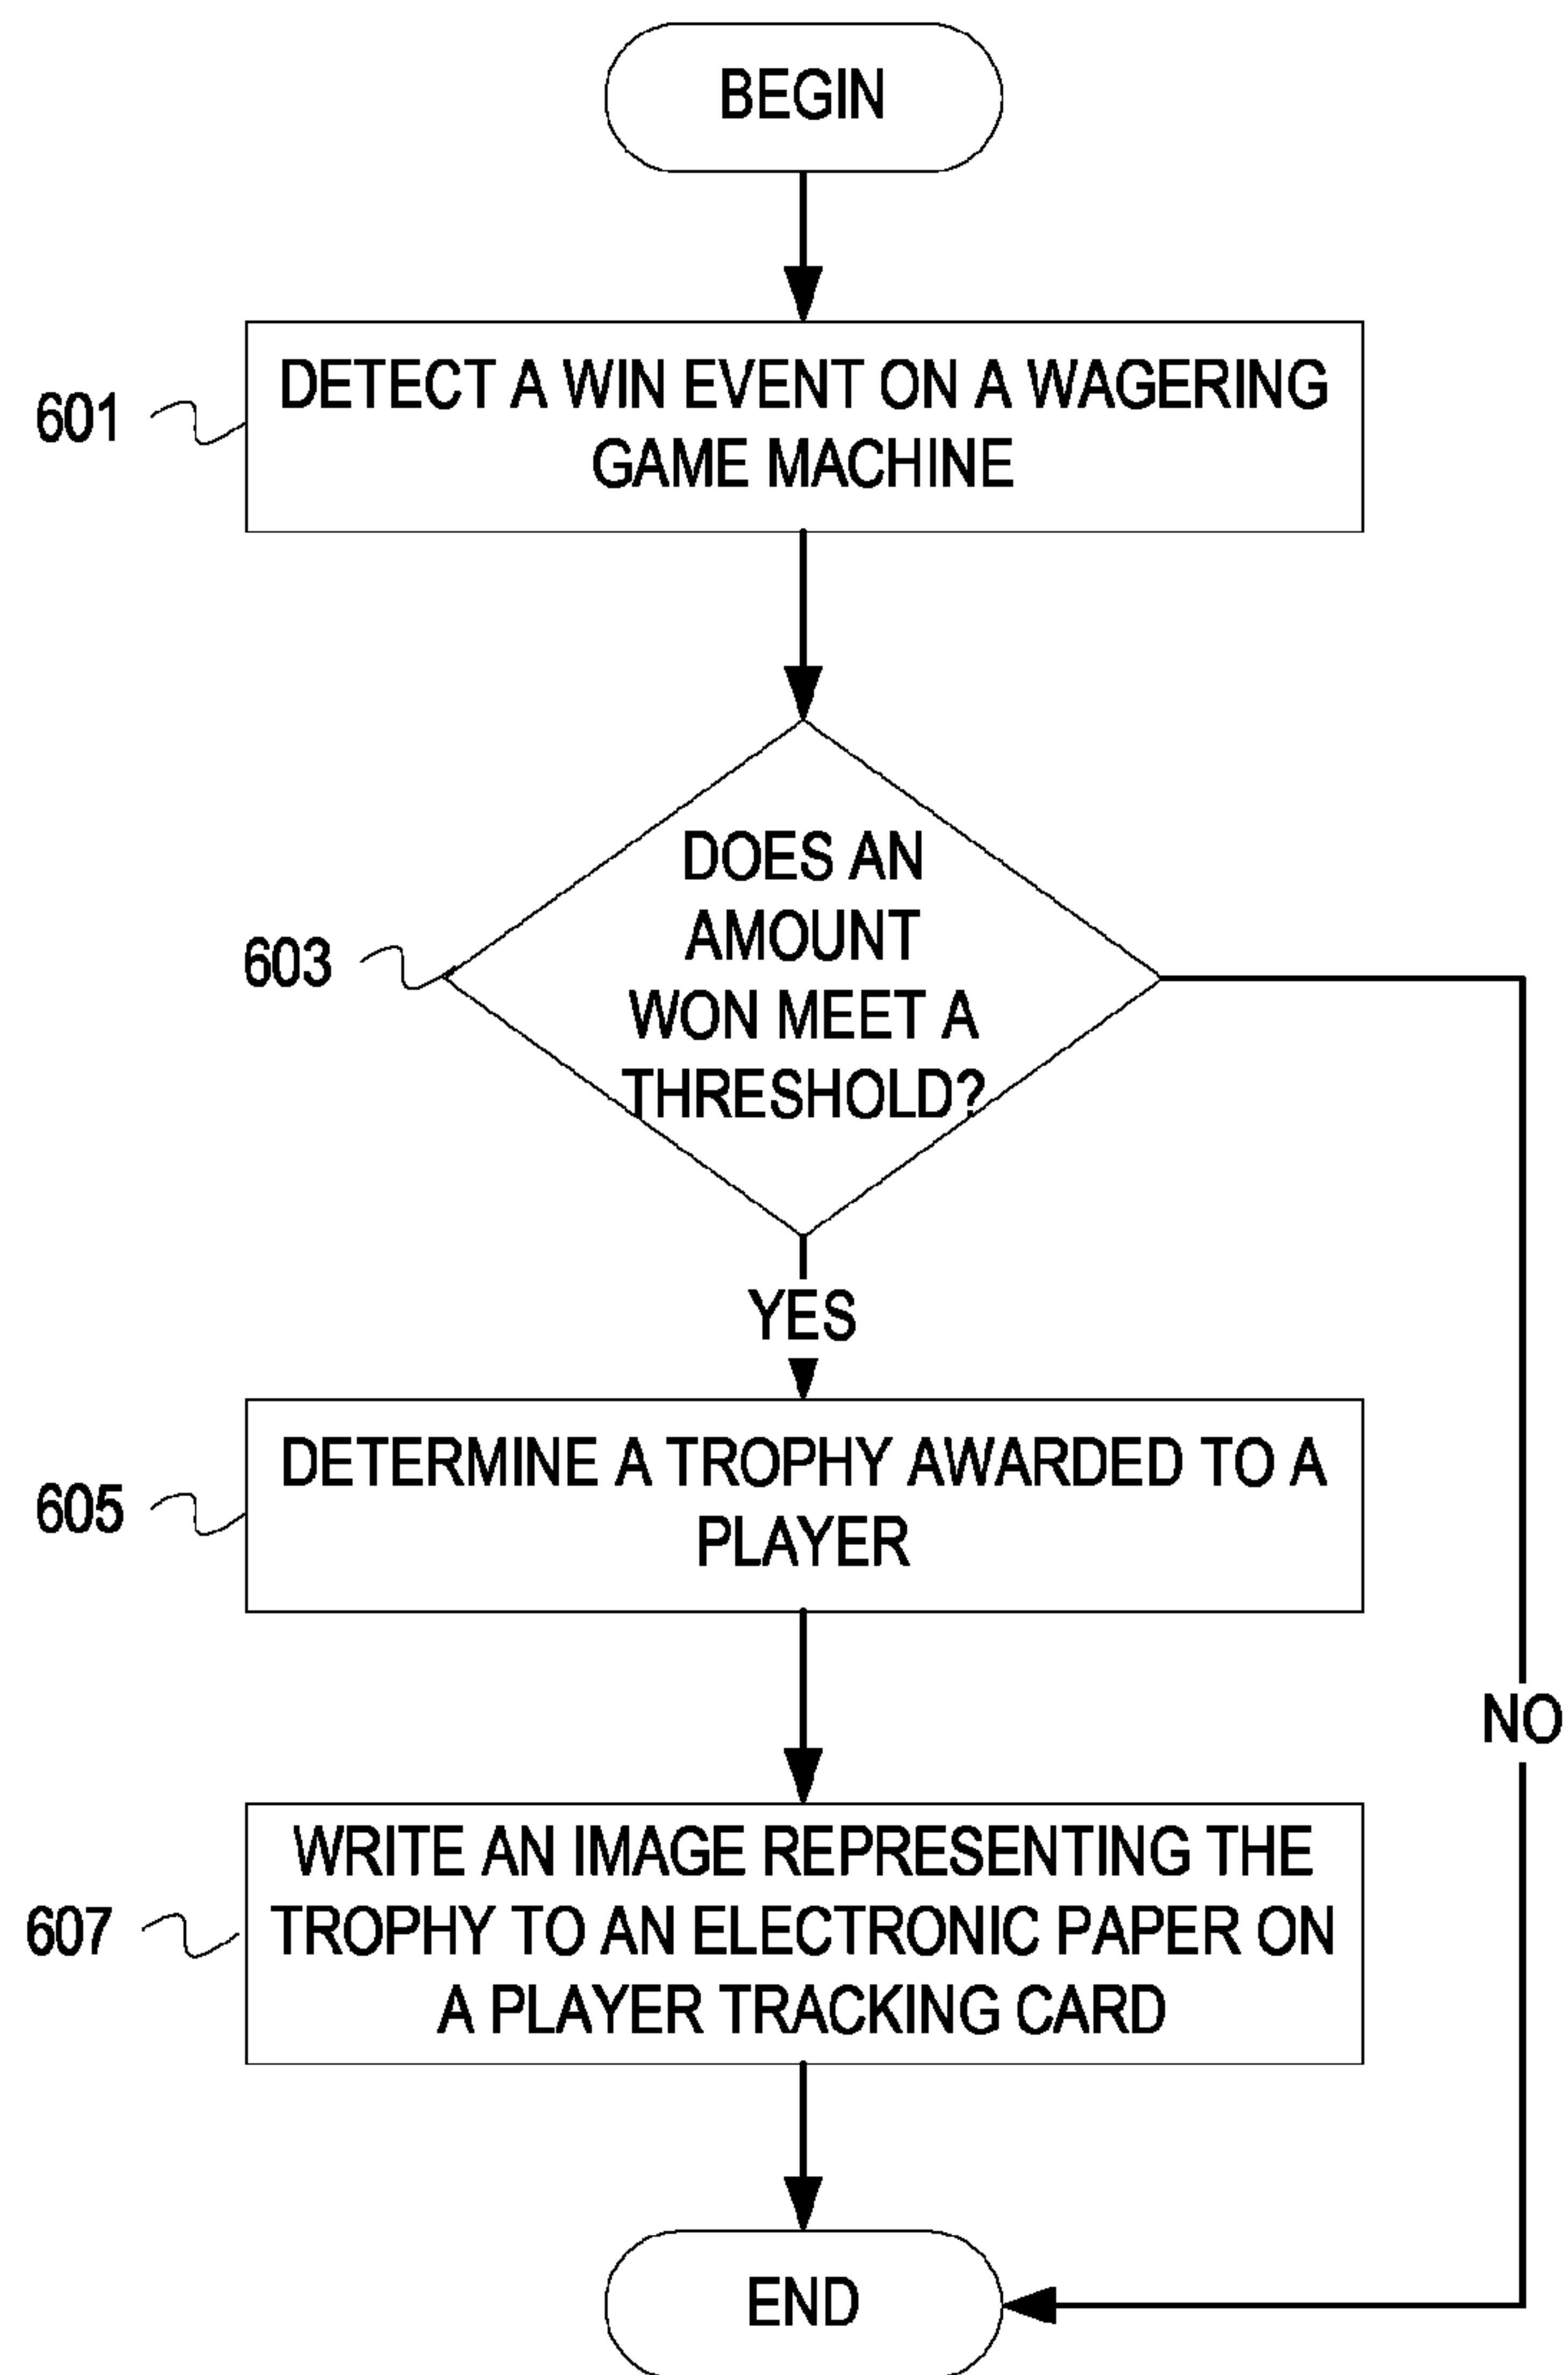 BEGIN
601
DETECT A WIN EVENT ON A WAGERING
GAME MACHINE
603
DOES AN
AMOUNT
WON MEET A
THRESHOLD?
YES
605
DETERMINE A TROPHY AWARDED TO A
PLAYER
NO
607
WRITE AN IMAGE REPRESENTING THE
TROPHY TO AN ELECTRONIC PAPER ON
A PLAYER TRACKING CARD
END